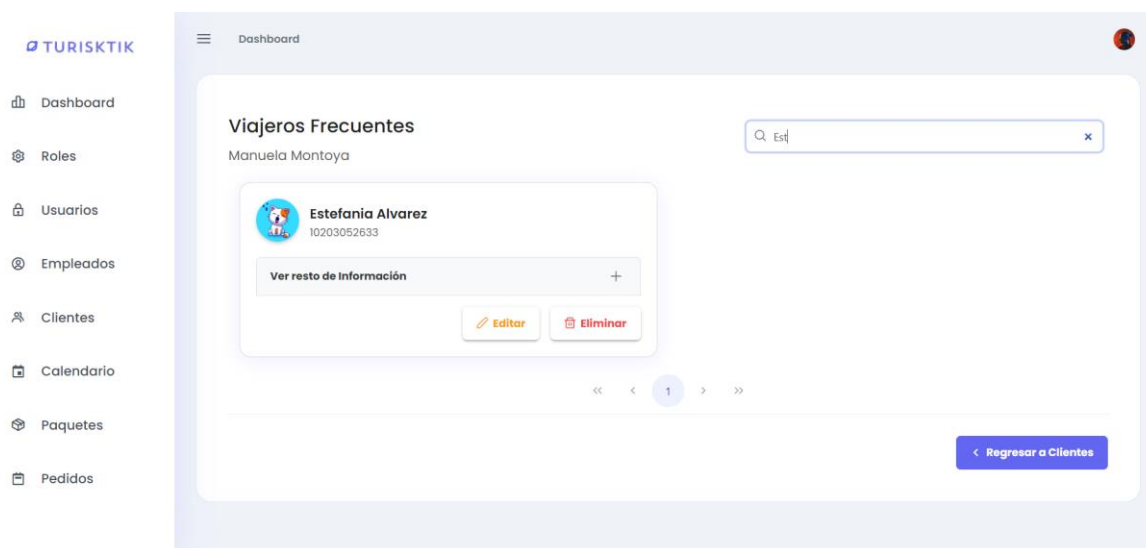 TURISKTIK
Dashboard
Dashboard
Roles
Usuarios
Empleados
Clientes
Calendario
Paquetes
Pedidos
Viajeros Frecuentes
Manuela Montoya
Est
Estefania Alvarez
10203052633
Ver resto de Información
Editar
Eliminar
<< < 1 > >>
< Regresar a Clientes